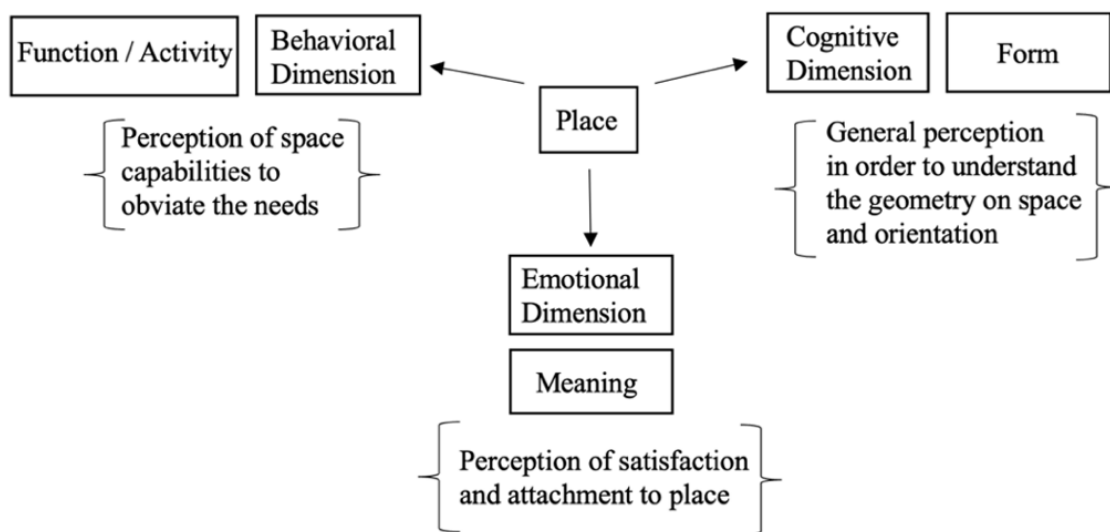 Function / Activity
Behavioral
Dimension
Perception of space
capabilities to
obviate the needs
Place
Cognitive
Dimension
Form
General perception
in order to understand
the geometry on space
and orientation
Emotional
Dimension
Meaning
Perception of satisfaction
and attachment to place